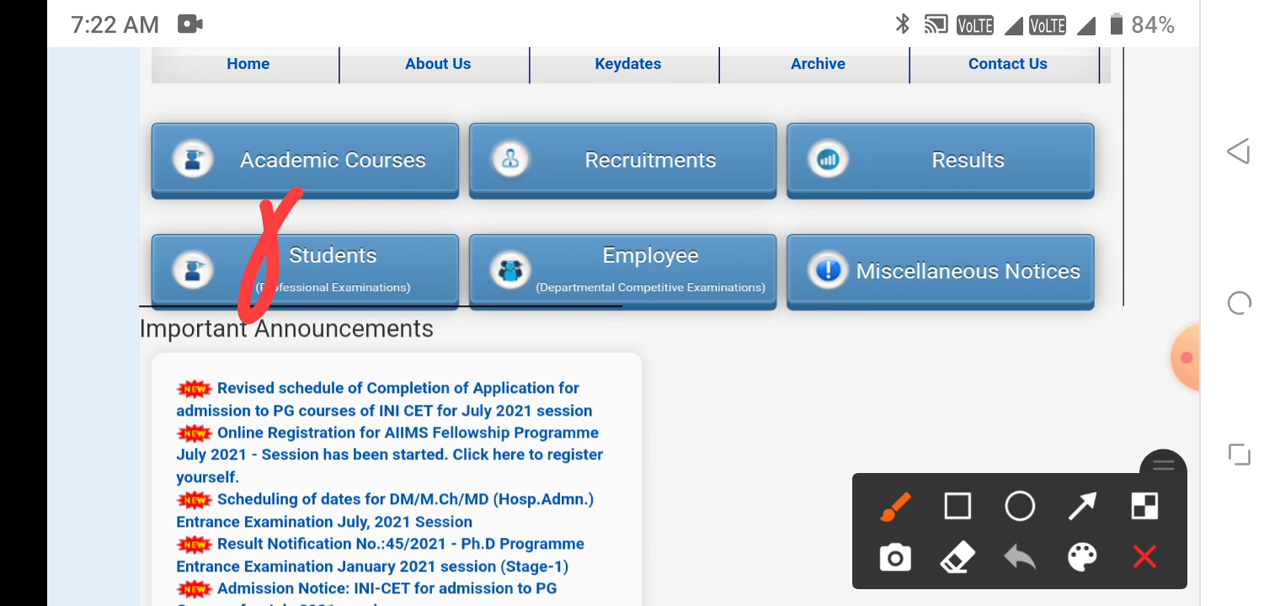 7:22 AM
VoLTE VoLTE 84%
Home About Us Keydates Archive Contact Us
Academic Courses Recruitments Results
Students Employee Miscellaneous Notices
(Professional Examinations) (Departmental Competitive Examinations)
Important Announcements
NEW Revised schedule of Completion of Application for
admission to PG courses of INI CET for July 2021 session
NEW Online Registration for AIIMS Fellowship Programme
July 2021 - Session has been started. Click here to register
yourself.
NEW Scheduling of dates for DM/M.Ch/MD (Hosp.Admn.)
Entrance Examination July, 2021 Session
NEW Result Notification No.:45/2021 - Ph.D Programme
Entrance Examination January 2021 session (Stage-1)
NEW Admission Notice: INI-CET for admission to PG